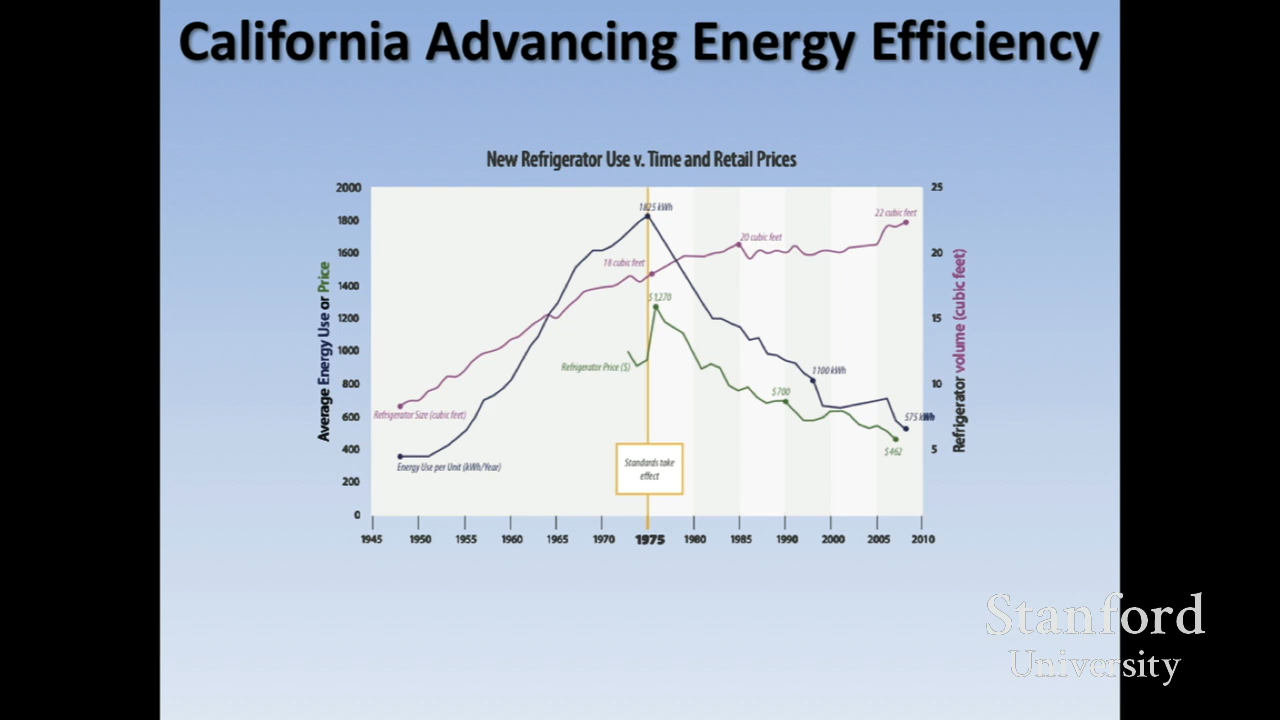 California Advancing Energy Efficiency
New Refrigerator Use v. Time and Retail Prices
Average Energy Use or Price
2000
1800
1600
1400
1200
1000
800
600
400
200
0
25
20
15
10
5
Refrigerator volume (cubic feet)
1825 kWh
22 cubic feet
20 cubic feet
18 cubic feet
$1,270
Refrigerator Price ($)
1100 kWh
$700
Refrigerator Size (cubic feet)
575 kWh
$462
Energy Use per Unit (kWh/Year)
Standards take
effect
1945 1950 1955 1960 1965 1970 1975 1980 1985 1990 2000 2005 2010
Stanford
University